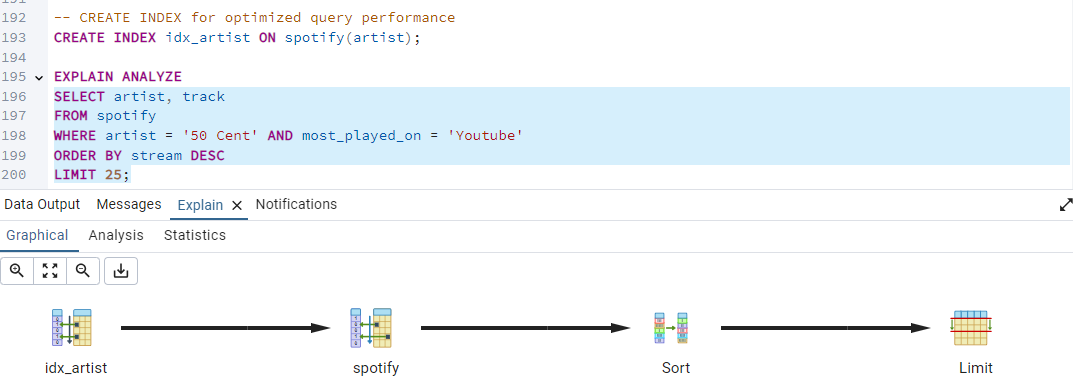 192 -- CREATE INDEX for optimized query performance
193 CREATE INDEX idx_artist ON spotify(artist);
194
195 EXPLAIN ANALYZE
196 SELECT artist, track
197 FROM spotify
198 WHERE artist = '50 Cent' AND most_played_on = 'Youtube'
199 ORDER BY stream DESC
200 LIMIT 25;
Data Output Messages Explain Notifications
Graphical Analysis Statistics
idx_artist spotify Sort Limit